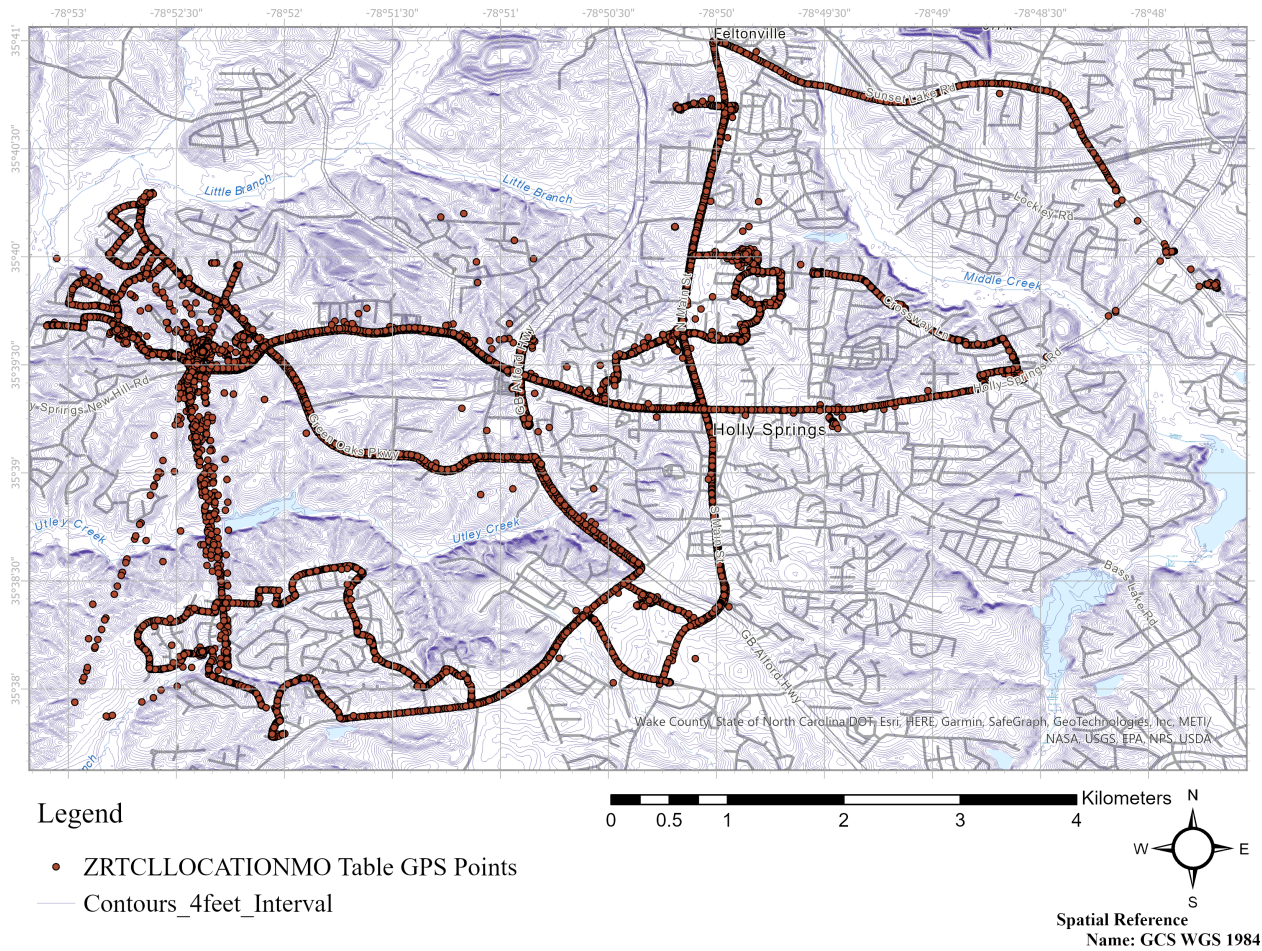 -78°53' -78°52'30" -78°52' -78°51'30" -78°51' -78°50'30" -78°50' -78°49'30" -78°49' -78°48'30" -78°48'
35°41'
Feltonville
Sunset Lake Rd
35°40'30"
Little Branch
Little Branch
Lockley Rd
35°40'
Middle Creek
N Main St
Crossway Ln
GB Alford Hwy
35°39'30"
y Springs New Hill Rd
Holly Springs Rd
Holly Springs
Green Oaks Pkwy
35°39'
S Main St
Utley Creek
Utley Creek
35°38'30"
Bass Lake Rd
GB Alford Hwy
35°38'
nch
Wake County, State of North Carolina DOT, Esri, HERE, Garmin, SafeGraph, GeoTechnologies, Inc, METI/
NASA, USGS, EPA, NPS, USDA
Legend
ZRTCLLOCATIONMO Table GPS Points
Contours_4feet_Interval
Kilometers
0 0.5 1 2 3 4
N
W E
S
Spatial Reference
Name: GCS WGS 1984